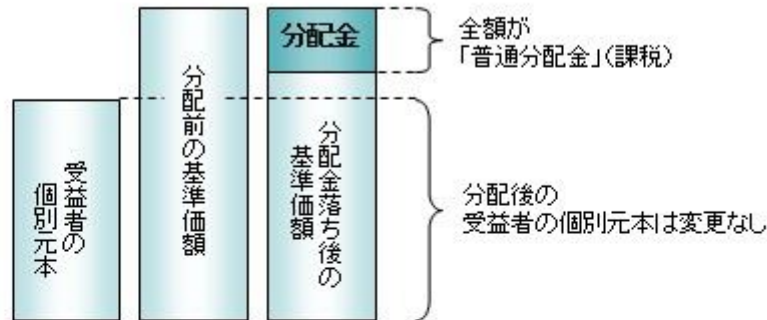 受益者の
個別元本
分配前の基準価額
分配金
分配金落ち後の
基準価額
全額が
「普通分配金」(課税)
分配後の
受益者の個別元本は変更なし